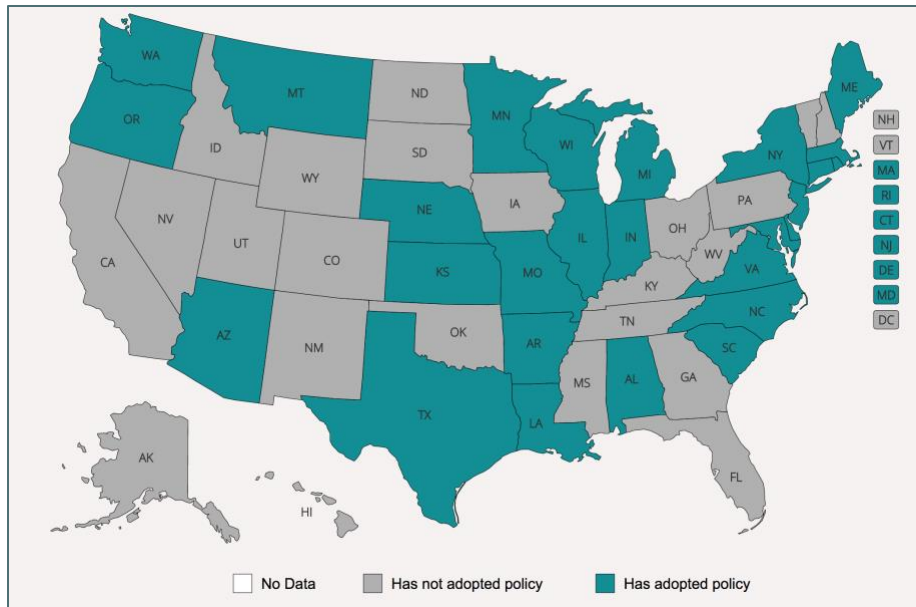 WA
MT
ND
MN
ME
OR
ID
SD
WI
NY
NH
VT
MA
RI
CT
NJ
DE
MD
DC
WY
MI
IA
PA
NE
NV
UT
CO
IL
IN
OH
WV
CA
KS
MO
KY
VA
AZ
NM
OK
AR
TN
NC
SC
TX
LA
MS
AL
GA
FL
AK
HI
No Data
Has not adopted policy
Has adopted policy